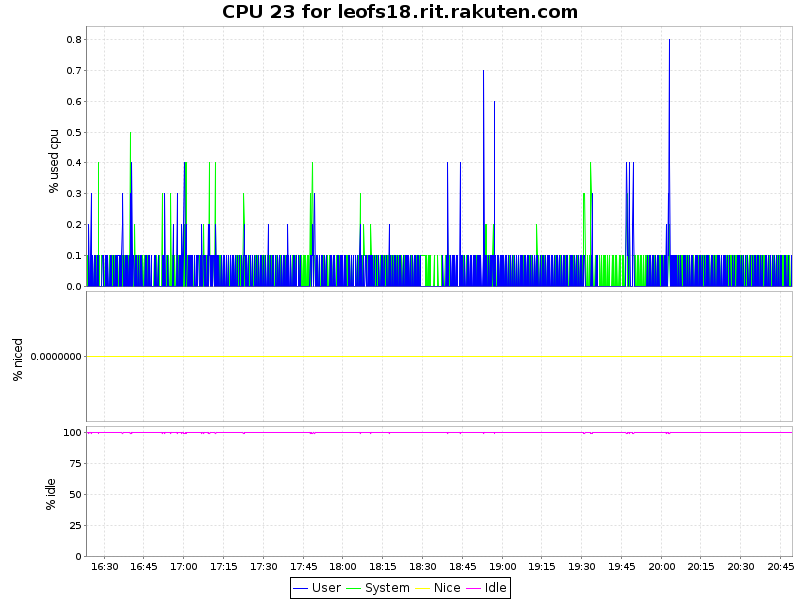 CPU 23 for leofs18.rit.rakuten.com
% used cpu
0.8
0.7
0.6
0.5
0.4
0.3
0.2
0.1
0.0
% niced
0.0000000
% idle
100
75
50
25
0
16:30 16:45 17:00 17:15 17:30 17:45 18:00 18:15 18:30 18:45 19:00 19:15 19:30 19:45 20:00 20:15 20:30 20:45
User System Nice Idle